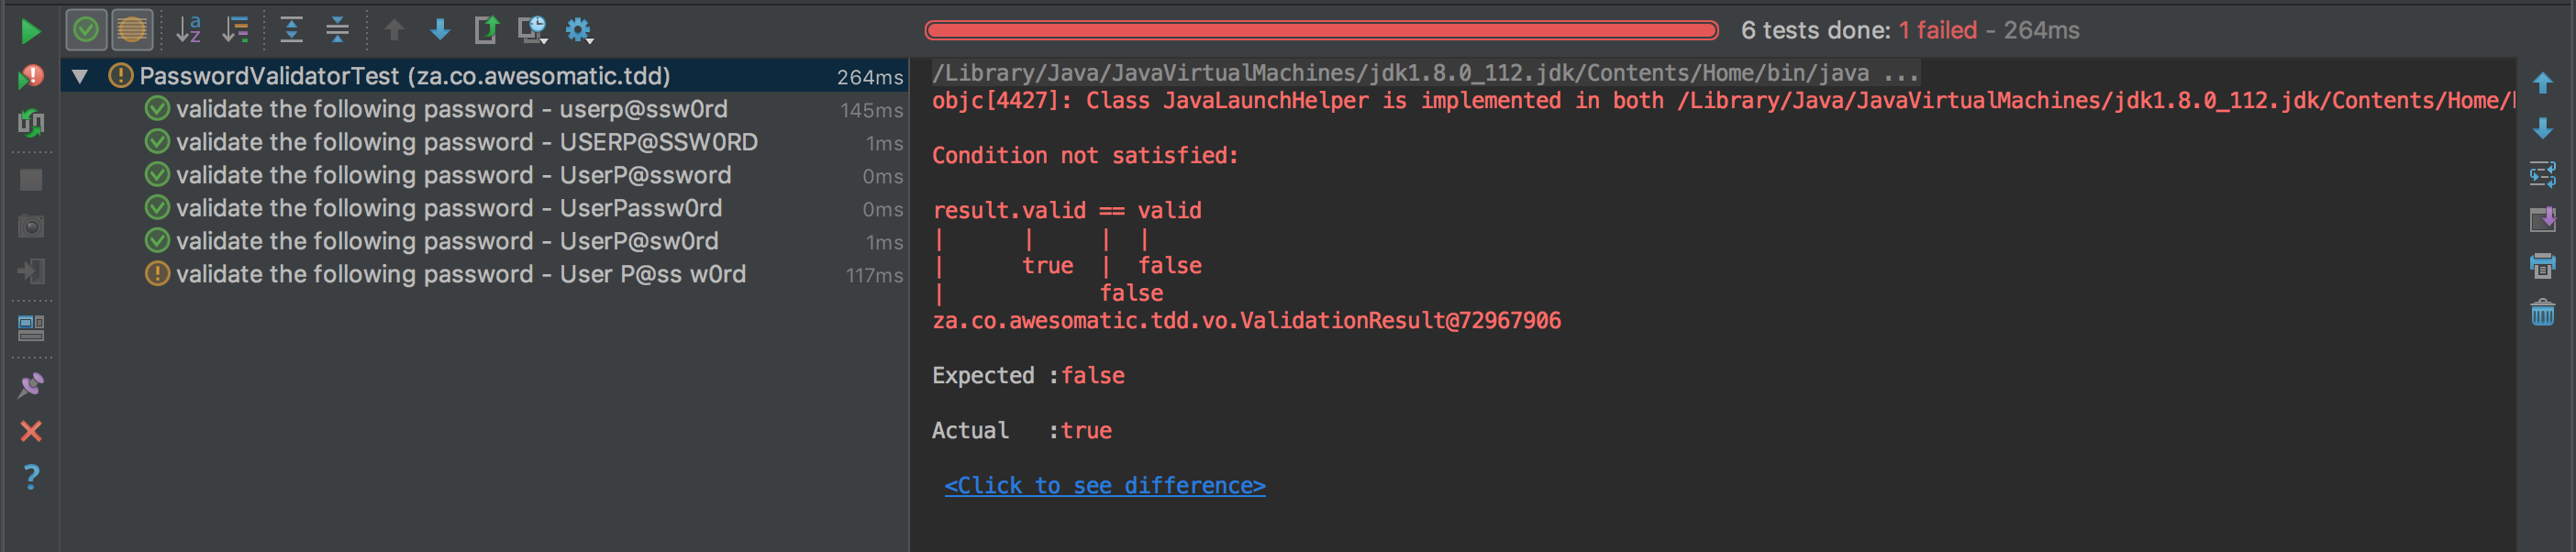 6 tests done: 1 failed - 264ms
PasswordValidatorTest (za.co.awesomatic.tdd) 264ms
validate the following password - userp@ssw0rd 145ms
validate the following password - USERP@SSW0RD 1ms
validate the following password - UserP@ssword 0ms
validate the following password - UserPassw0rd 0ms
validate the following password - UserP@sw0rd 1ms
validate the following password - User P@ss w0rd 117ms
/Library/Java/JavaVirtualMachines/jdk1.8.0_112.jdk/Contents/Home/bin/java ...
objc[4427]: Class JavaLaunchHelper is implemented in both /Library/Java/JavaVirtualMachines/jdk1.8.0_112.jdk/Contents/Home/
Condition not satisfied:
result.valid == valid
|      |     |  |
|      true  |  false
|            false
za.co.awesomatic.tdd.vo.ValidationResult@72967906
Expected :false
Actual   :true
<Click to see difference>